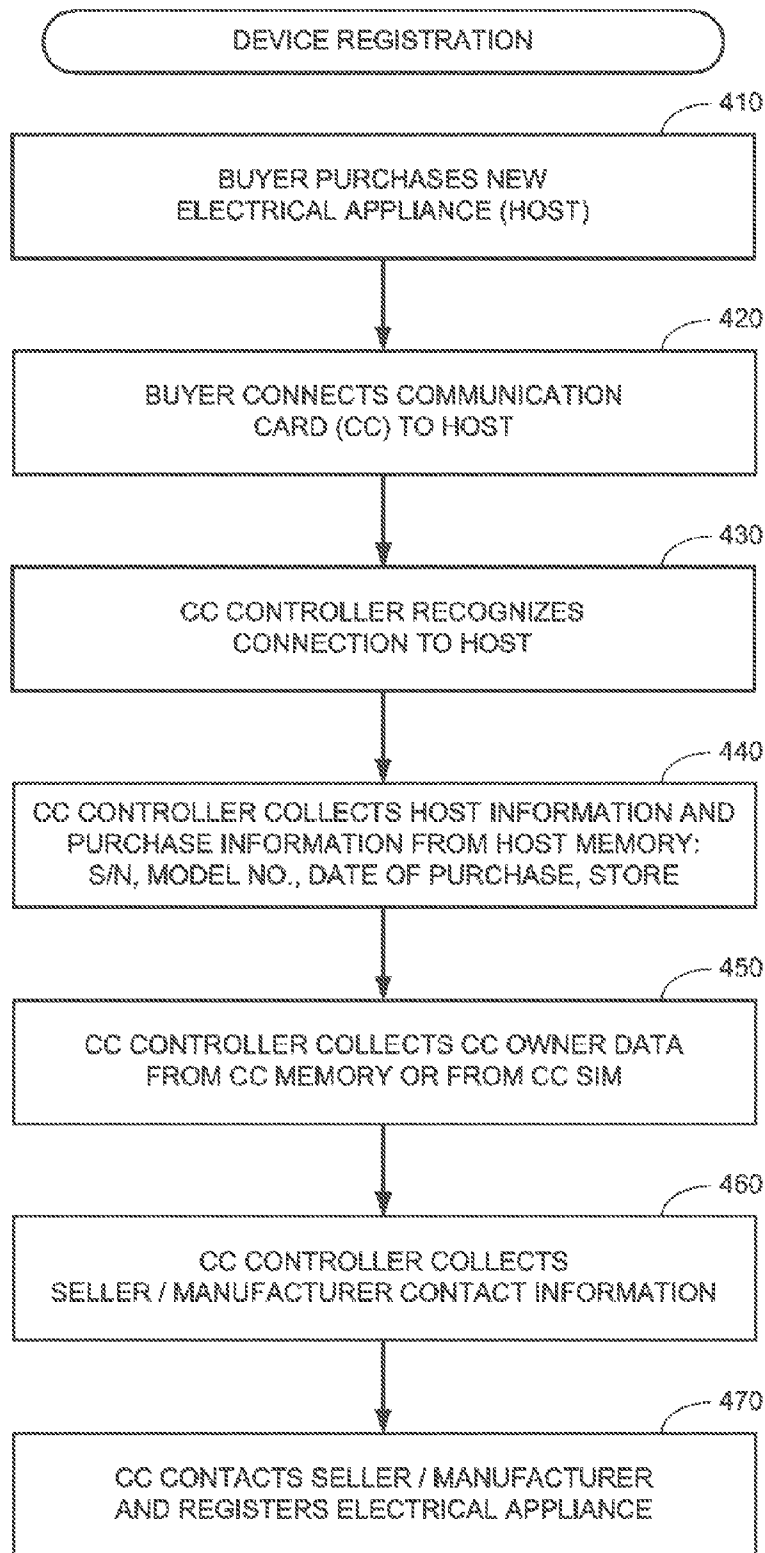 DEVICE REGISTRATION
410
BUYER PURCHASES NEW
ELECTRICAL APPLIANCE (HOST)
420
BUYER CONNECTS COMMUNICATION
CARD (CC) TO HOST
430
CC CONTROLLER RECOGNIZES
CONNECTION TO HOST
440
CC CONTROLLER COLLECTS HOST INFORMATION AND
PURCHASE INFORMATION FROM HOST MEMORY:
S/N, MODEL NO., DATE OF PURCHASE, STORE
450
CC CONTROLLER COLLECTS CC OWNER DATA
FROM CC MEMORY OR FROM CC SIM
460
CC CONTROLLER COLLECTS
SELLER / MANUFACTURER CONTACT INFORMATION
470
CC CONTACTS SELLER / MANUFACTURER
AND REGISTERS ELECTRICAL APPLIANCE